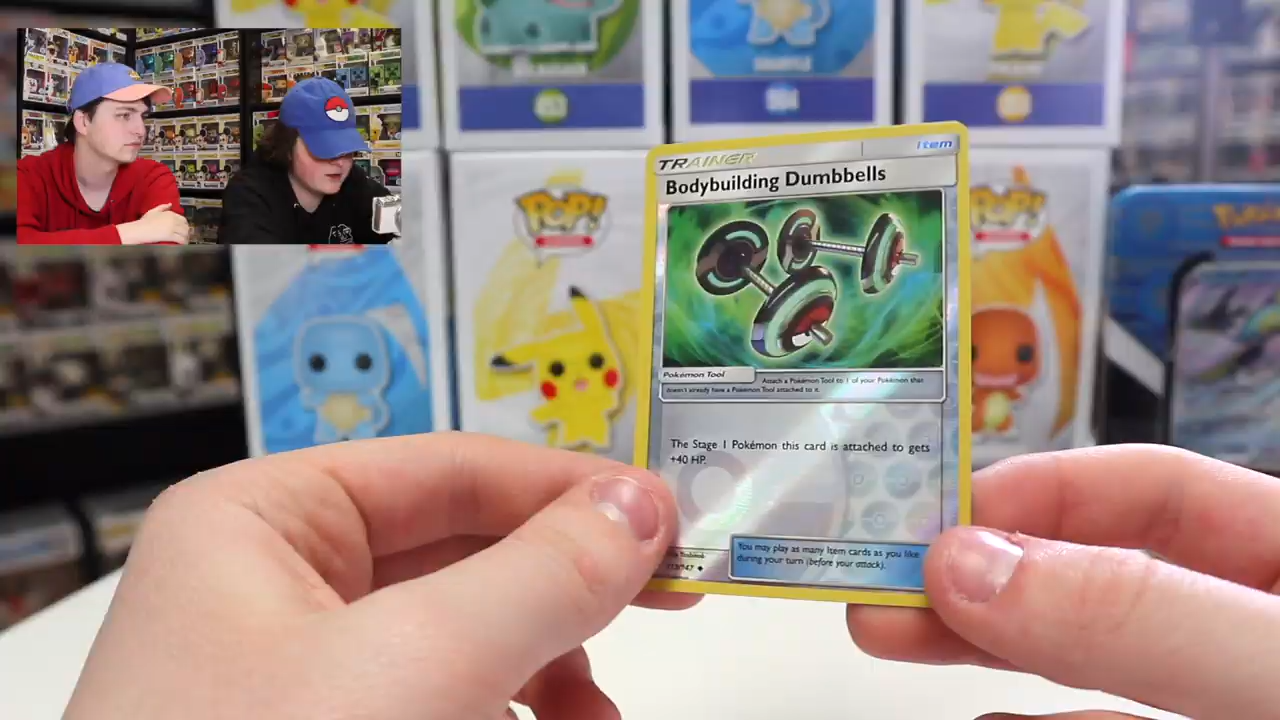 POP!
TRAINER
Item
Bodybuilding Dumbbells
Pokémon Tool
Attach a Pokémon Tool to 1 of your Pokémon that
doesn't already have a Pokémon Tool attached to it.
The Stage 1 Pokémon this card is attached to gets
+40 HP.
You may play as many Item cards as you like
during your turn (before your attack).
113/147